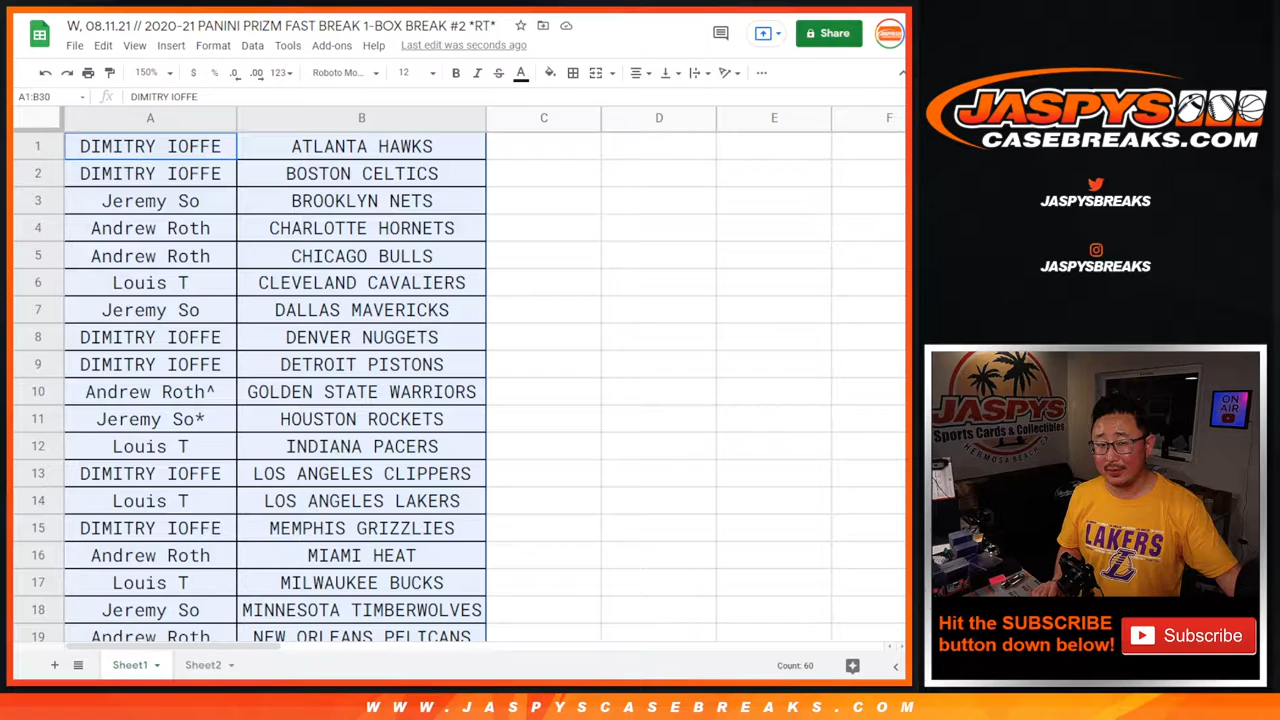 W, 08.11.21 // 2020-21 PANINI PRIZM FAST BREAK 1-BOX BREAK #2 *RT*
File Edit View Insert Format Data Tools Add-ons Help Last edit was seconds ago
Share
150% $ % .0 .00 123 Roboto Mo... 12 B I S A
A1:B30 fx DIMITRY IOFFE
A B C D E F
1 DIMITRY IOFFE ATLANTA HAWKS
2 DIMITRY IOFFE BOSTON CELTICS
3 Jeremy So BROOKLYN NETS
4 Andrew Roth CHARLOTTE HORNETS
5 Andrew Roth CHICAGO BULLS
6 Louis T CLEVELAND CAVALIERS
7 Jeremy So DALLAS MAVERICKS
8 DIMITRY IOFFE DENVER NUGGETS
9 DIMITRY IOFFE DETROIT PISTONS
10 Andrew Roth^ GOLDEN STATE WARRIORS
11 Jeremy So* HOUSTON ROCKETS
12 Louis T INDIANA PACERS
13 DIMITRY IOFFE LOS ANGELES CLIPPERS
14 Louis T LOS ANGELES LAKERS
15 DIMITRY IOFFE MEMPHIS GRIZZLIES
16 Andrew Roth MIAMI HEAT
17 Louis T MILWAUKEE BUCKS
18 Jeremy So MINNESOTA TIMBERWOLVES
19 Andrew Roth NEW ORLEANS PELICANS
Sheet1 Sheet2 Count: 60
JASPYS
CASEBREAKS.COM
JASPYSBREAKS
JASPYSBREAKS
JASPYS
Sports Cards & Collectibles
HERMOSA BEACH CA
ON
AIR
LAKERS
L
Hit the SUBSCRIBE
button down below!
Subscribe
WWW.JASPYSCASEBREAKS.COM